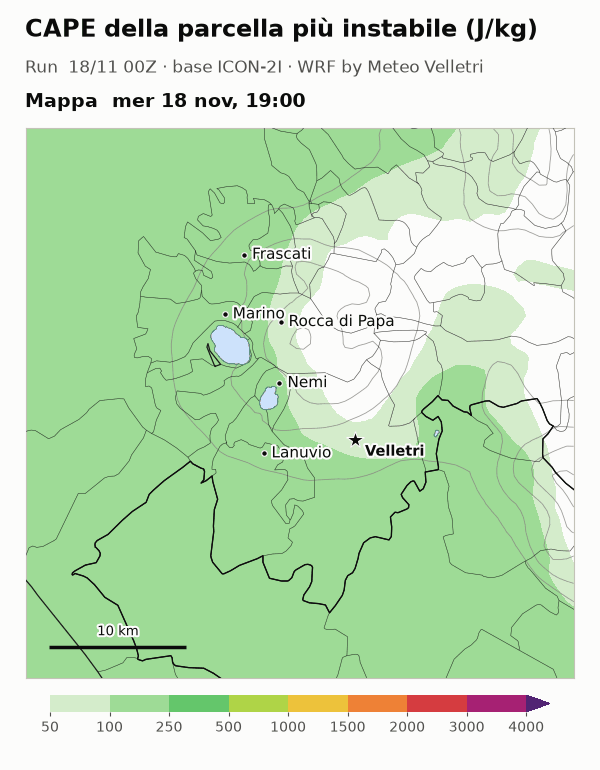 CAPE della parcella più instabile (J/kg)
Run  18/11 00Z · base ICON-2I · WRF by Meteo Velletri
Mappa  mer 18 nov, 19:00
Frascati
Marino
Rocca di Papa
Nemi
Velletri
Lanuvio
10 km
50 100 250 500 1000 1500 2000 3000 4000